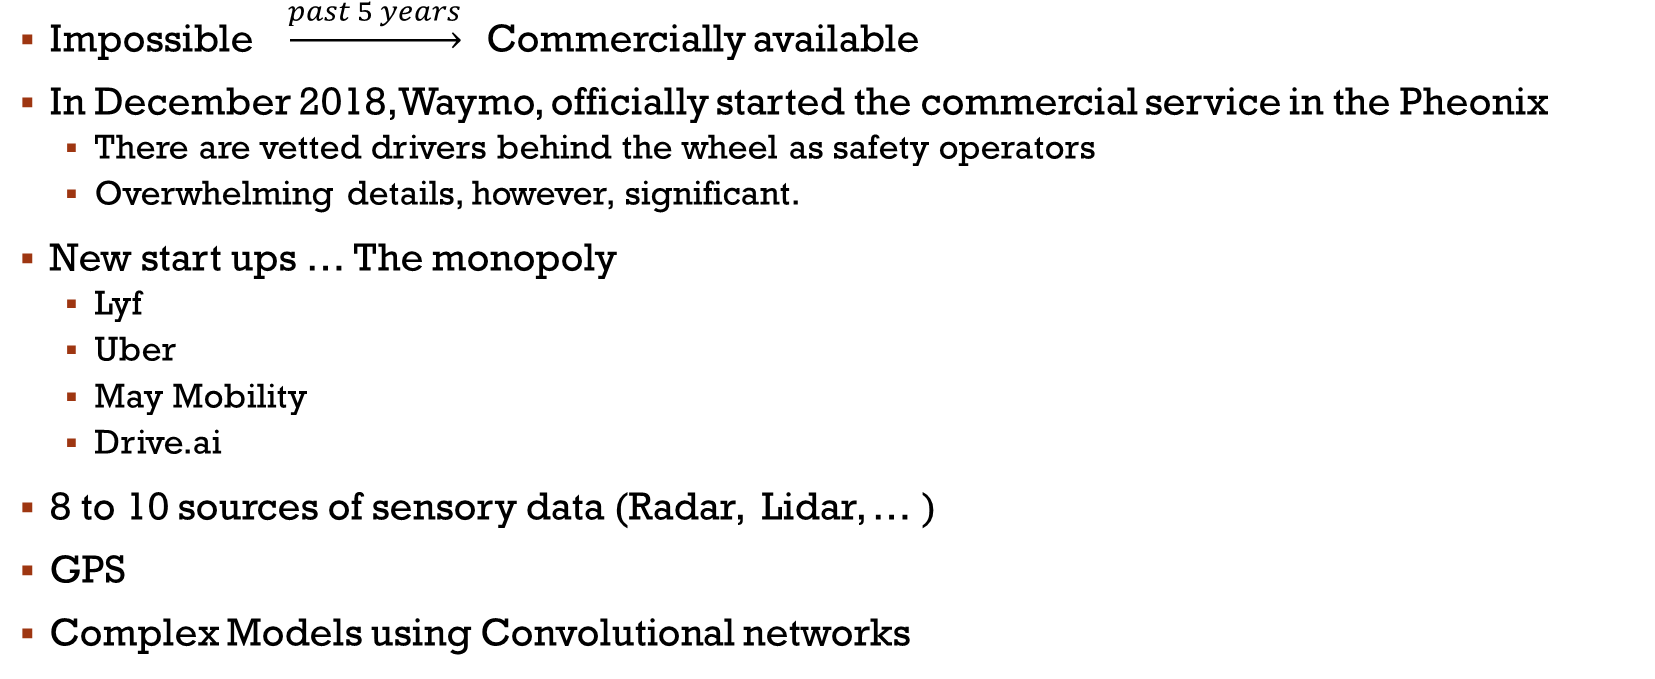 past 5 years
▪ Impossible ⟶ Commercially available
▪ In December 2018, Waymo, officially started the commercial service in the Pheonix
▪ There are vetted drivers behind the wheel as safety operators
▪ Overwhelming details, however, significant.
▪ New start ups … The monopoly
▪ Lyf
▪ Uber
▪ May Mobility
▪ Drive.ai
▪ 8 to 10 sources of sensory data (Radar, Lidar, … )
▪ GPS
▪ Complex Models using Convolutional networks